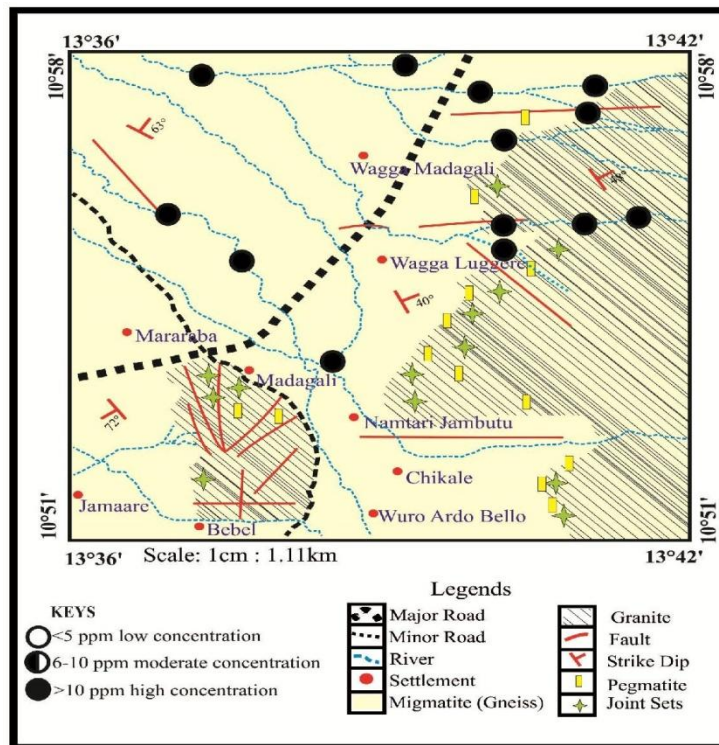 13°36' 13°42'
10°58' 10°58'
63°
Wagga Madagali
48°
Wagga Luggere
40°
Mararaba
Madagali
72°
Namtari Jambutu
Chikale
Jamaare
Wuro Ardo Bello
Bebel
10°51' 10°51'
13°36' 13°42'
Scale: 1cm : 1.11km
Legends
KEYS
<5 ppm low concentration
6-10 ppm moderate concentration
>10 ppm high concentration
Major Road
Minor Road
River
Settlement
Migmatite (Gneiss)
Granite
Fault
Strike Dip
Pegmatite
Joint Sets